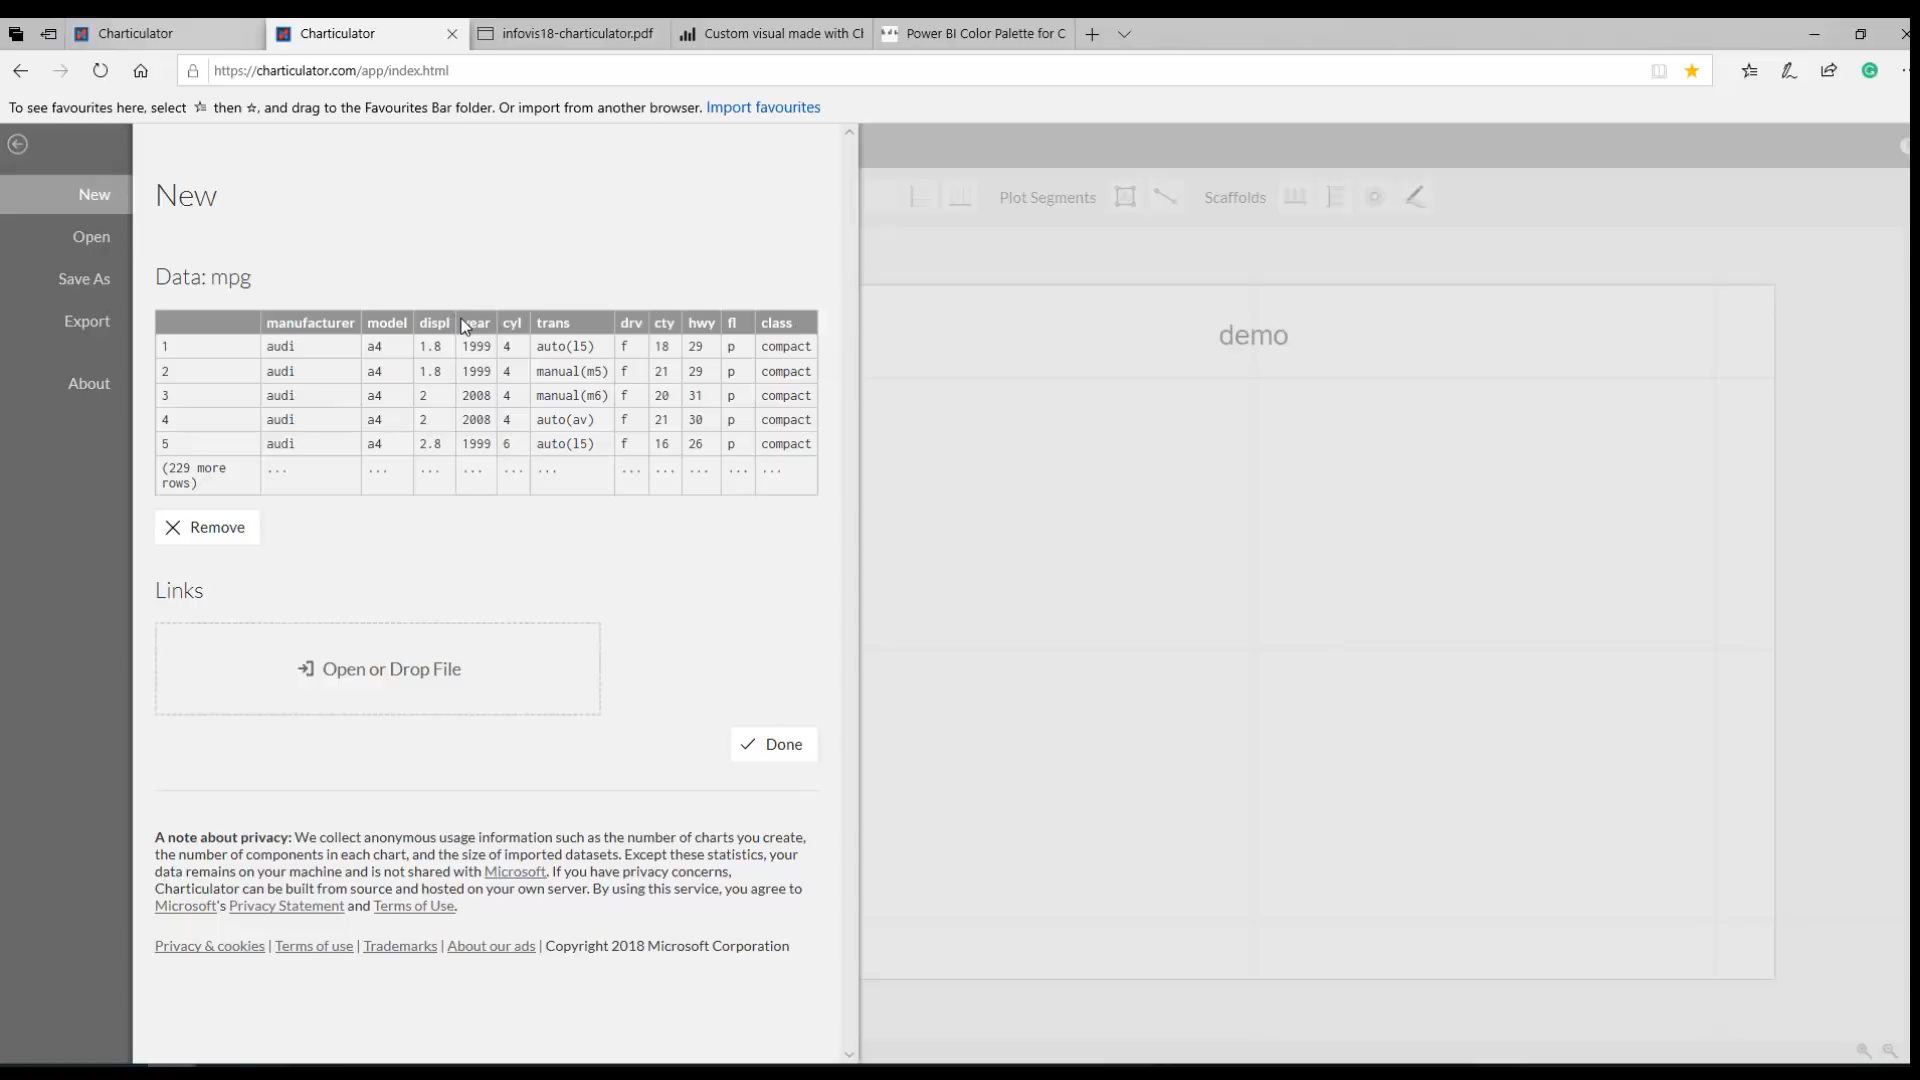 Charticulator
Charticulator
infovis18-charticulator.pdf
Custom visual made with Cl
Power BI Color Palette for C
https://charticulator.com/app/index.html
To see favourites here, select then ☆, and drag to the Favourites Bar folder. Or import from another browser. Import favourites
New
Open
Save As
Export
About
New
Data: mpg
manufacturer model displ year cyl trans drv cty hwy fl class
1 audi a4 1.8 1999 4 auto(l5) f 18 29 p compact
2 audi a4 1.8 1999 4 manual(m5) f 21 29 p compact
3 audi a4 2 2008 4 manual(m6) f 20 31 p compact
4 audi a4 2 2008 4 auto(av) f 21 30 p compact
5 audi a4 2.8 1999 6 auto(l5) f 16 26 p compact
(229 more ... ... ... ... ... ... ... ... ... ... ...
rows)
Remove
Links
Open or Drop File
Done
A note about privacy: We collect anonymous usage information such as the number of charts you create,
the number of components in each chart, and the size of imported datasets. Except these statistics, your
data remains on your machine and is not shared with Microsoft. If you have privacy concerns,
Charticulator can be built from source and hosted on your own server. By using this service, you agree to
Microsoft's Privacy Statement and Terms of Use.
Privacy & cookies | Terms of use | Trademarks | About our ads | Copyright 2018 Microsoft Corporation
Plot Segments
Scaffolds
demo